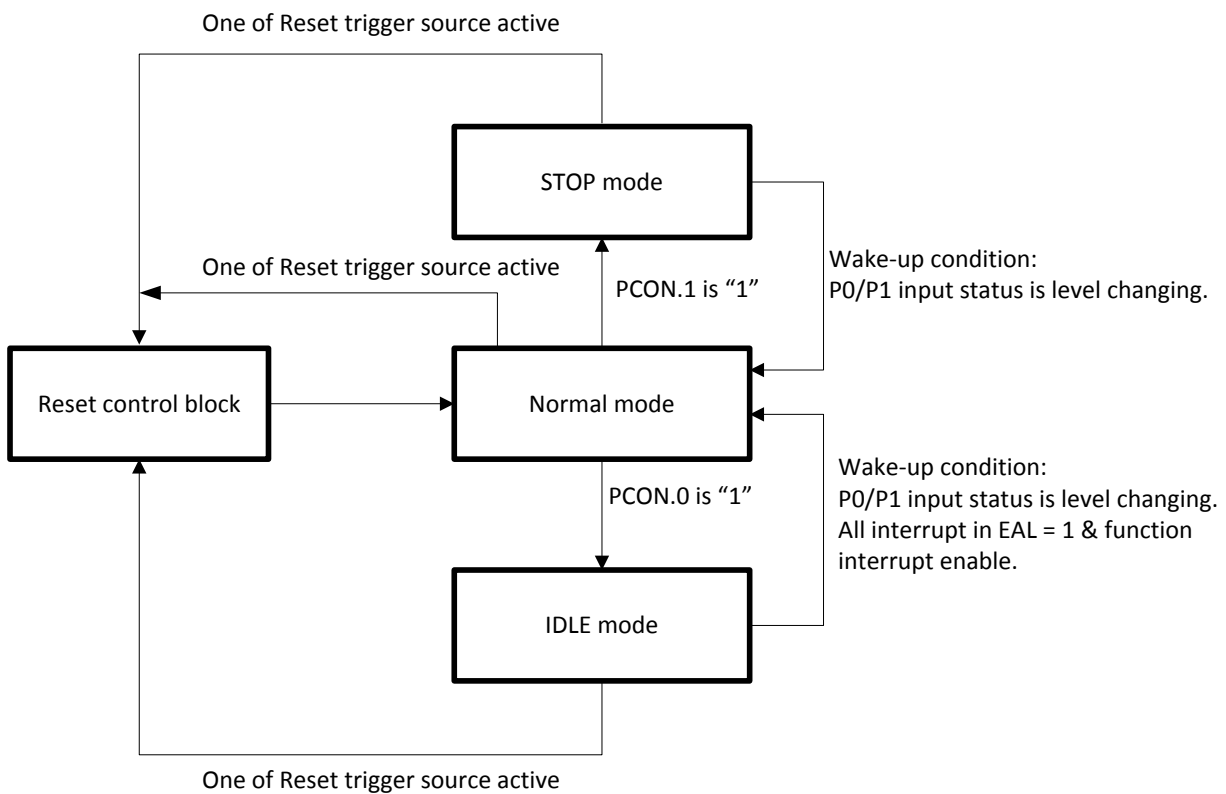 One of Reset trigger source active
STOP mode
One of Reset trigger source active
PCON.1 is “1”
Wake-up condition:
P0/P1 input status is level changing.
Reset control block
Normal mode
PCON.0 is “1”
Wake-up condition:
P0/P1 input status is level changing.
All interrupt in EAL = 1 & function
interrupt enable.
IDLE mode
One of Reset trigger source active